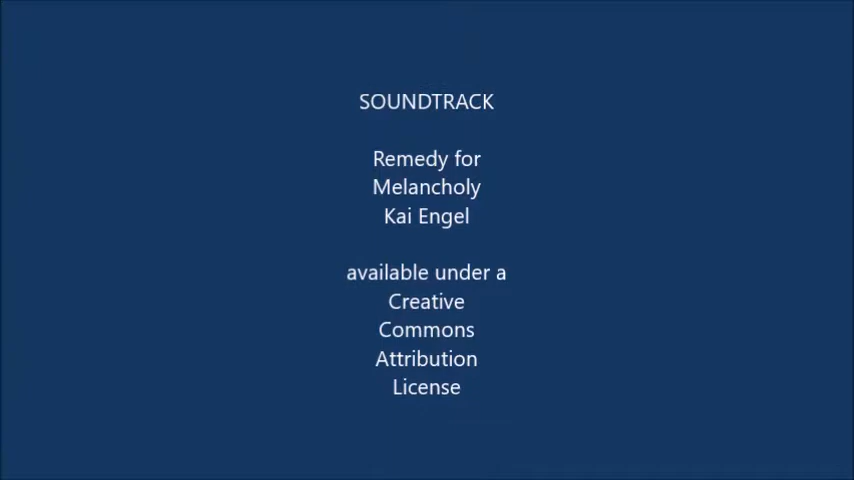 SOUNDTRACK
Remedy for
Melancholy
Kai Engel
available under a
Creative
Commons
Attribution
License